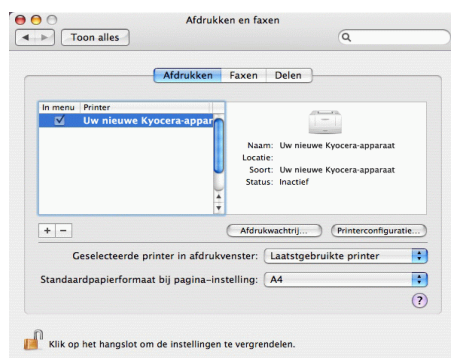 Afdrukken en faxen
Toon alles
Afdrukken Faxen Delen
In menu Printer
Uw nieuwe Kyocera-appar
Naam: Uw nieuwe Kyocera-apparaat
Locatie:
Soort: Uw nieuwe Kyocera-apparaat
Status: Inactief
+ −
Afdrukwachtrij... Printerconfiguratie...
Geselecteerde printer in afdrukvenster: Laatstgebruikte printer
Standaardpapierformaat bij pagina-instelling: A4
?
Klik op het hangslot om de instellingen te vergrendelen.